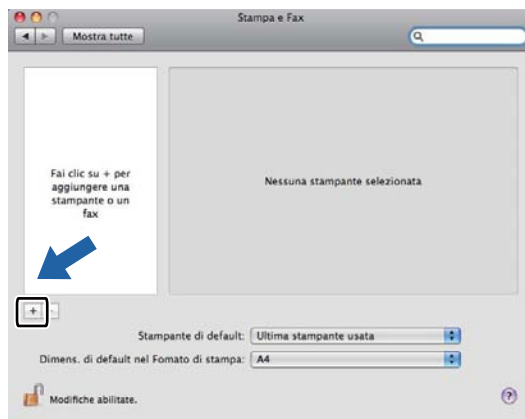 Stampa e Fax
Mostra tutte
Fai clic su + per
aggiungere una
stampante o un
fax
Nessuna stampante selezionata
+ -
Stampante di default: Ultima stampante usata
Dimens. di default nel Fomato di stampa: A4
Modifiche abilitate.
?